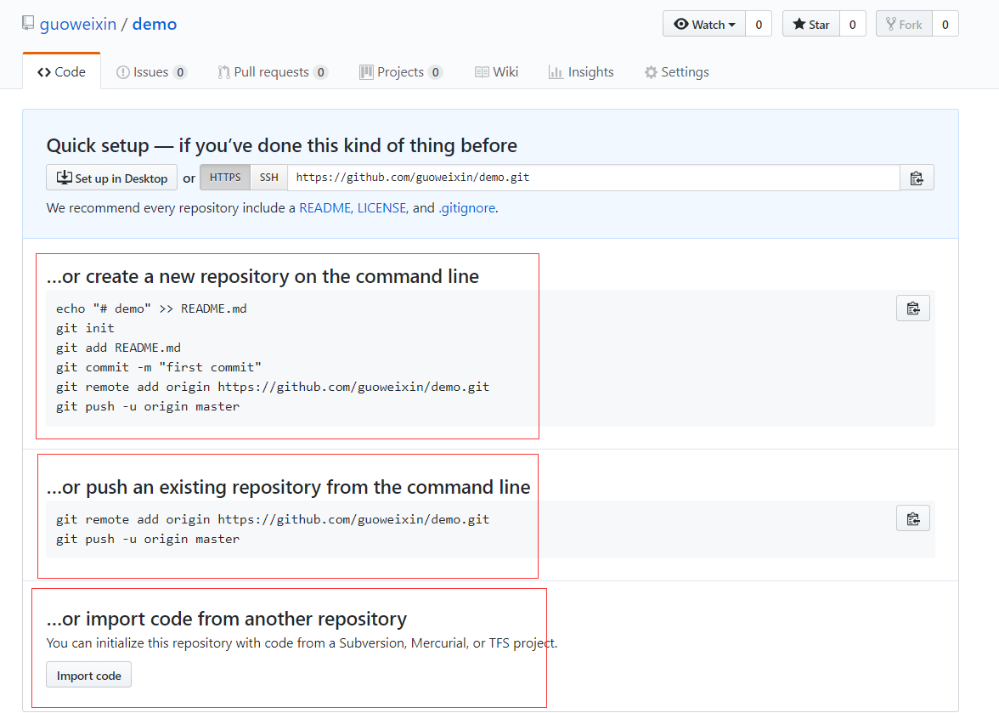 guoweixin / demo
Watch 0 Star 0 Fork 0
Code Issues 0 Pull requests 0 Projects 0 Wiki Insights Settings
Quick setup — if you’ve done this kind of thing before
Set up in Desktop or HTTPS SSH https://github.com/guoweixin/demo.git
We recommend every repository include a README, LICENSE, and .gitignore.
…or create a new repository on the command line
echo "# demo" >> README.md
git init
git add README.md
git commit -m "first commit"
git remote add origin https://github.com/guoweixin/demo.git
git push -u origin master
…or push an existing repository from the command line
git remote add origin https://github.com/guoweixin/demo.git
git push -u origin master
…or import code from another repository
You can initialize this repository with code from a Subversion, Mercurial, or TFS project.
Import code